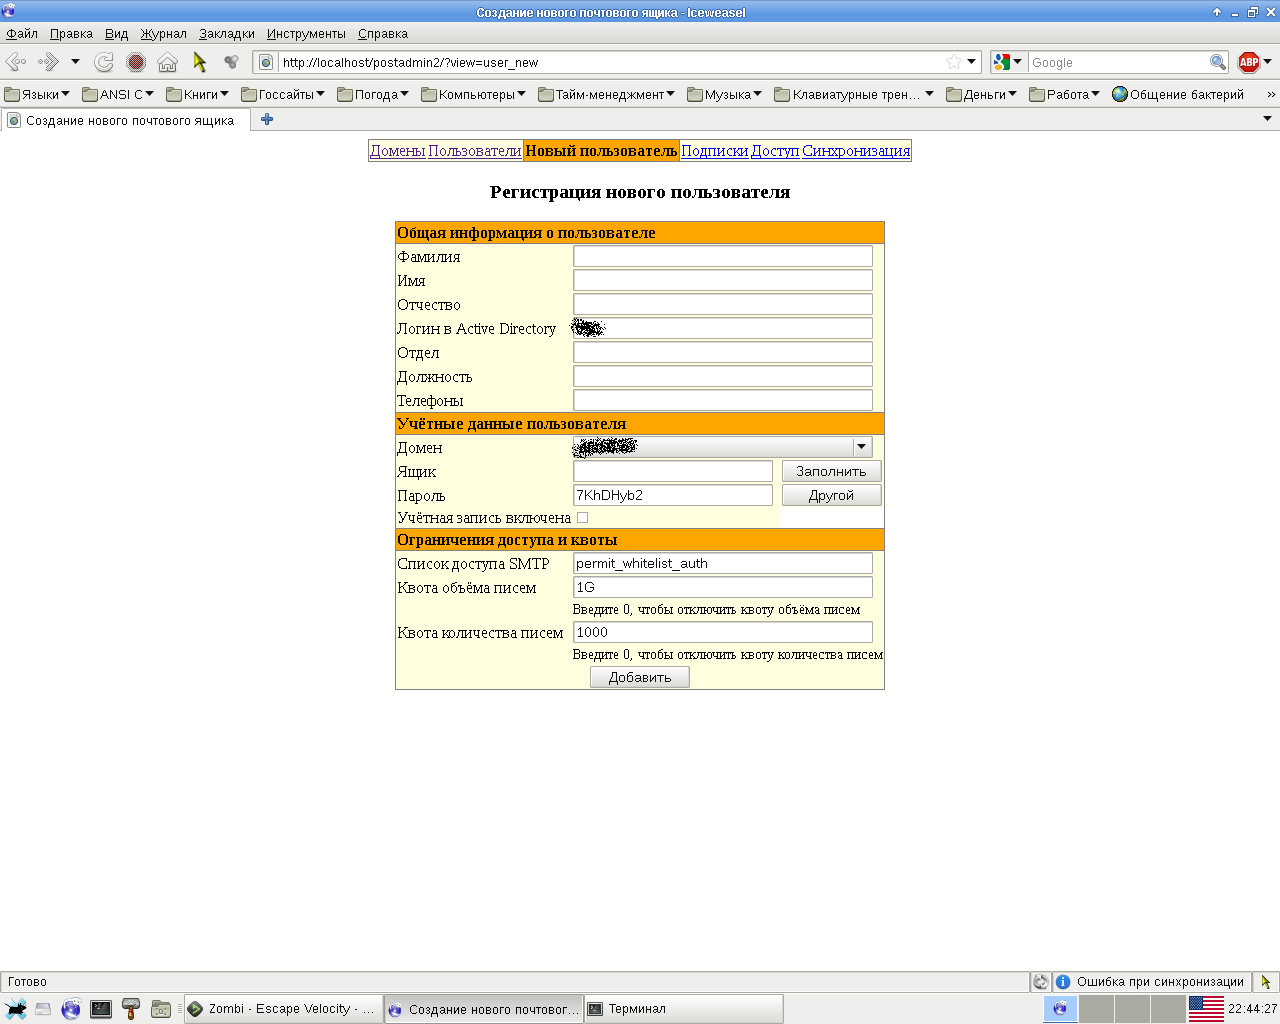 Создание нового почтового ящика - Iceweasel
Файл Правка Вид Журнал Закладки Инструменты Справка
http://localhost/postadmin2/?view=user_new Google ABP
Языки ANSI C Книги Госсайты Погода Компьютеры Тайм-менеджмент Музыка Клавиатурные трен... Деньги Работа Общение бактерий »
Создание нового почтового ящика
Домены Пользователи Новый пользователь Подписки Доступ Синхронизация
Регистрация нового пользователя
Общая информация о пользователе
Фамилия
Имя
Отчество
Логин в Active Directory
Отдел
Должность
Телефоны
Учётные данные пользователя
Домен
Ящик Заполнить
Пароль 7KhDHyb2 Другой
Учётная запись включена
Ограничения доступа и квоты
Список доступа SMTP permit_whitelist_auth
Квота объёма писем 1G
Введите 0, чтобы отключить квоту объёма писем
Квота количества писем 1000
Введите 0, чтобы отключить квоту количества писем
Добавить
Готово Ошибка при синхронизации
Zombi - Escape Velocity - ... Создание нового почтовог... Терминал 22:44:27